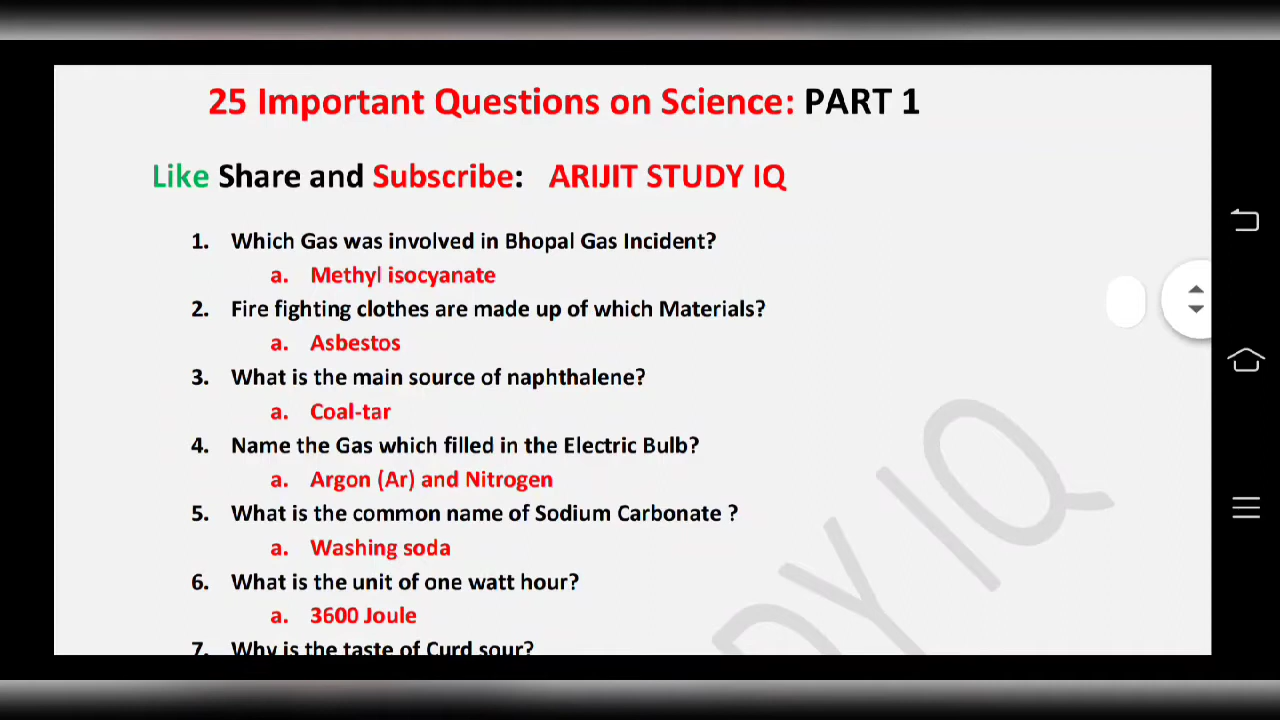 25 Important Questions on Science: PART 1
Like Share and Subscribe: ARIJIT STUDY IQ
1. Which Gas was involved in Bhopal Gas Incident?
a. Methyl isocyanate
2. Fire fighting clothes are made up of which Materials?
a. Asbestos
3. What is the main source of naphthalene?
a. Coal-tar
4. Name the Gas which filled in the Electric Bulb?
a. Argon (Ar) and Nitrogen
5. What is the common name of Sodium Carbonate ?
a. Washing soda
6. What is the unit of one watt hour?
a. 3600 Joule
7. Why is the taste of Curd sour?
DY IQ